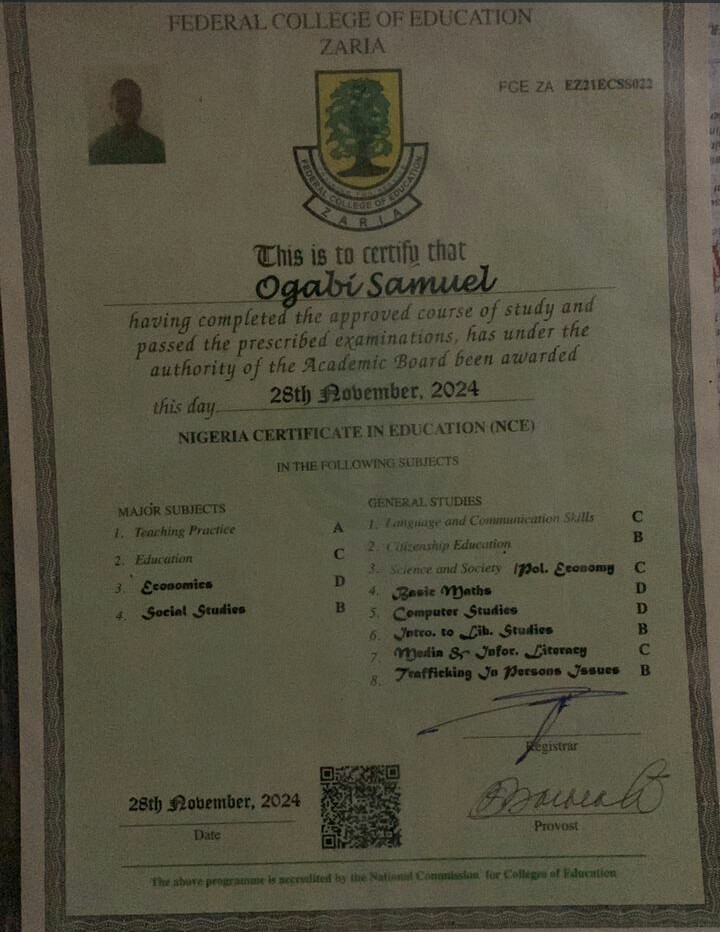 FEDERAL COLLEGE OF EDUCATION
ZARIA
FCE ZA EZ21ECSS022
FEDERAL COLLEGE OF EDUCATION
ZARIA
This is to certify that
Ogabi Samuel
having completed the approved course of study and
passed the prescribed examinations, has under the
authority of the Academic Board been awarded
this day 28th November, 2024
NIGERIA CERTIFICATE IN EDUCATION (NCE)
IN THE FOLLOWING SUBJECTS
MAJOR SUBJECTS
1. Teaching Practice A
2. Education C
3. Economics D
4. Social Studies B
GENERAL STUDIES
1. Language and Communication Skills C
2. Citizenship Education B
3. Science and Society /Pol. Economy C
4. Basic Maths D
5. Computer Studies D
6. Intro. to Lib. Studies B
7. Media & Infor. Literacy C
8. Trafficking In Persons Issues B
Registrar
28th November, 2024
Date
Provost
The above programme is accredited by the National Commission for Colleges of Education